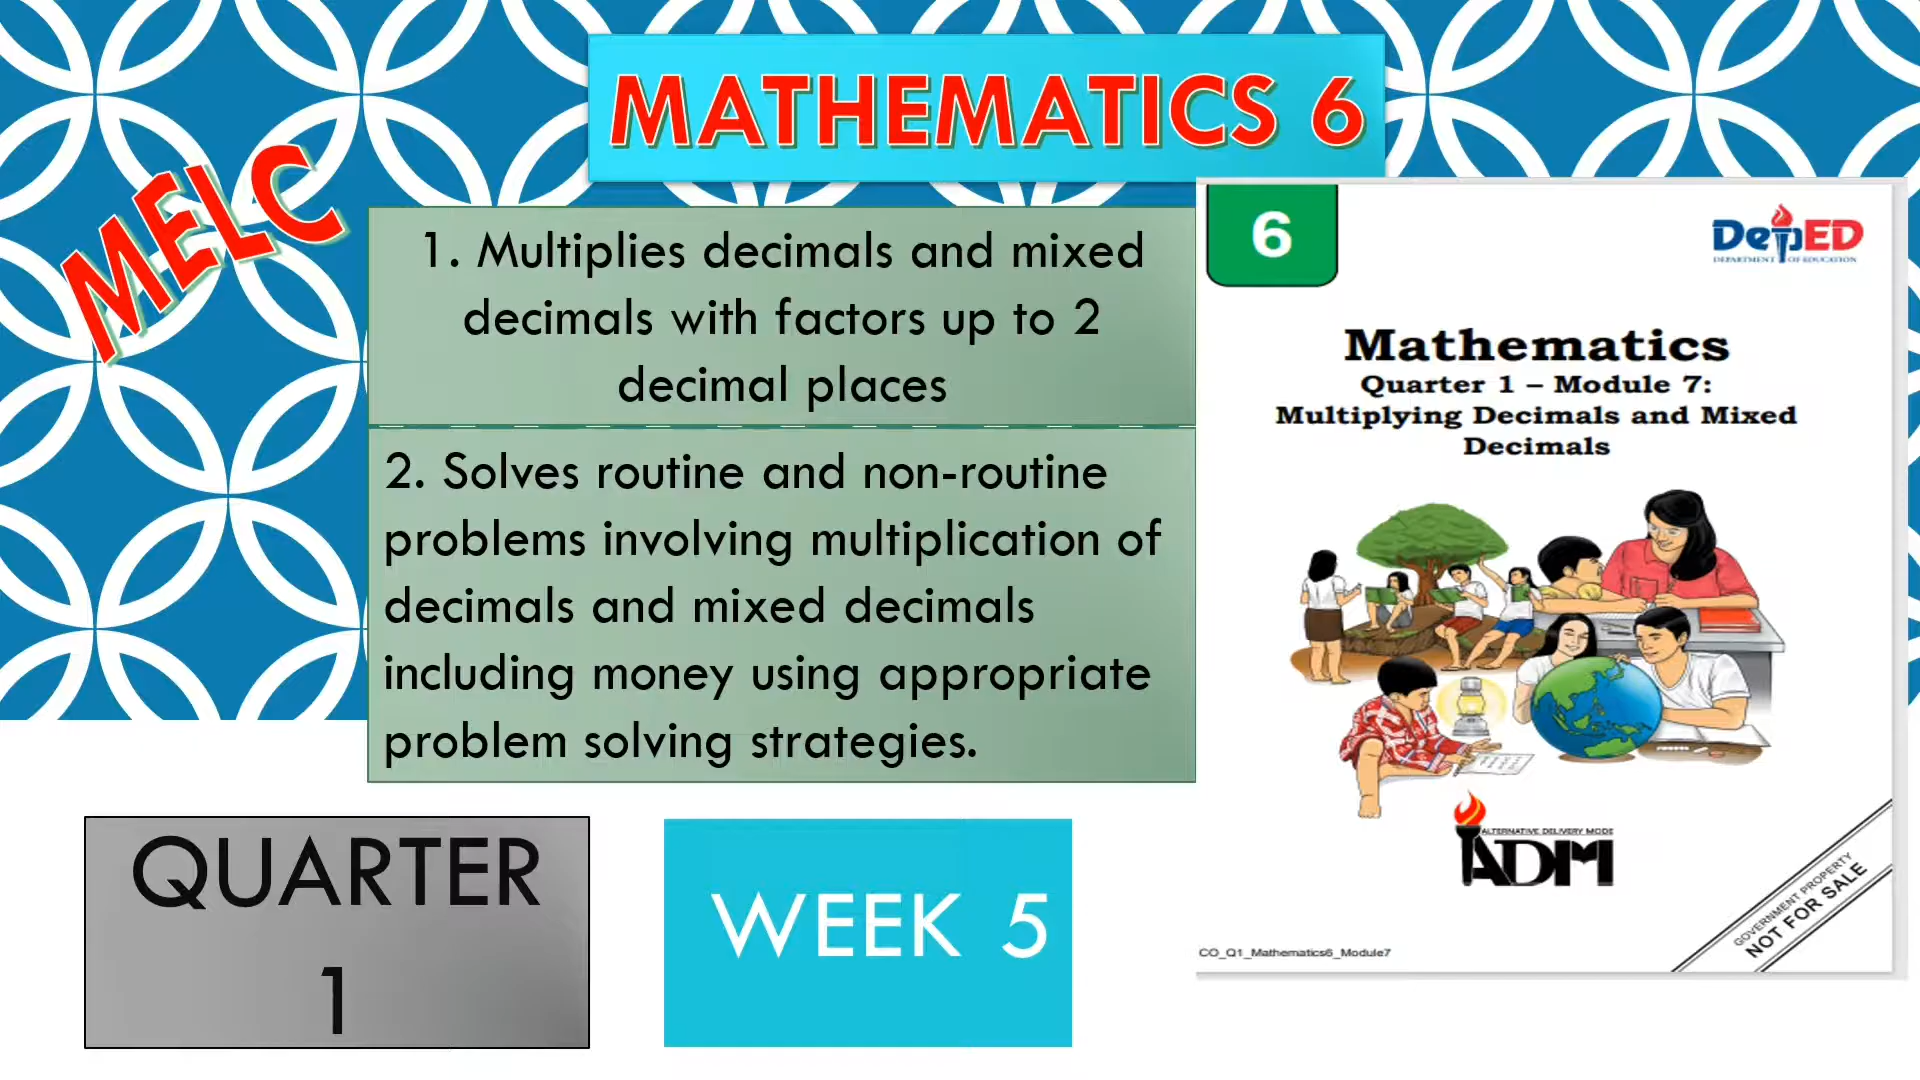 MATHEMATICS 6
MELC
1. Multiplies decimals and mixed
decimals with factors up to 2
decimal places
2. Solves routine and non-routine
problems involving multiplication of
decimals and mixed decimals
including money using appropriate
problem solving strategies.
QUARTER
1
WEEK 5
6
DepED
DEPARTMENT OF EDUCATION
Mathematics
Quarter 1 – Module 7:
Multiplying Decimals and Mixed
Decimals
ALTERNATIVE DELIVERY MODE
ADM
GOVERNMENT PROPERTY
NOT FOR SALE
CO_Q1_Mathematics6_Module7